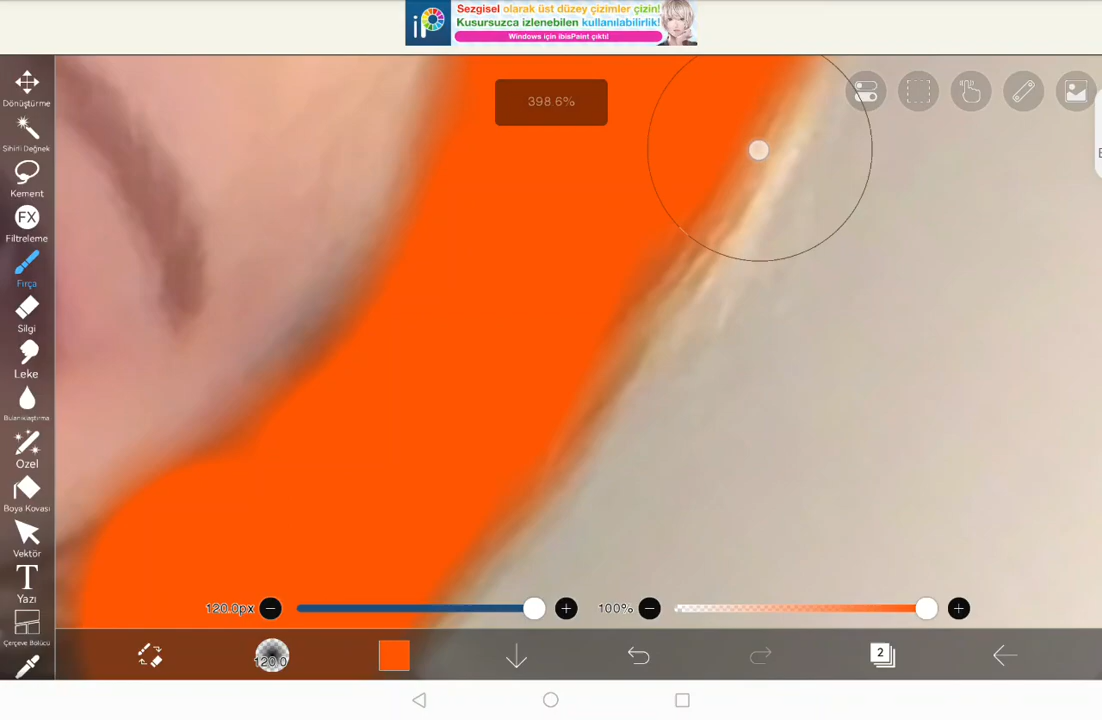 iP
Sezgisel olarak üst düzey çizimler çizin!
Kusursuzca izlenebilen kullanılabilirlik!
Windows için ibisPaint çıktı!
398.6%
Dönüştürme
Sihirli Değnek
Kement
FX
Filtreleme
Fırça
Silgi
Leke
Bulanıklaştırma
Özel
Boya Kovası
Vektör
T
Yazı
Çerçeve Bölücü
120.0px
100%
120.0
2